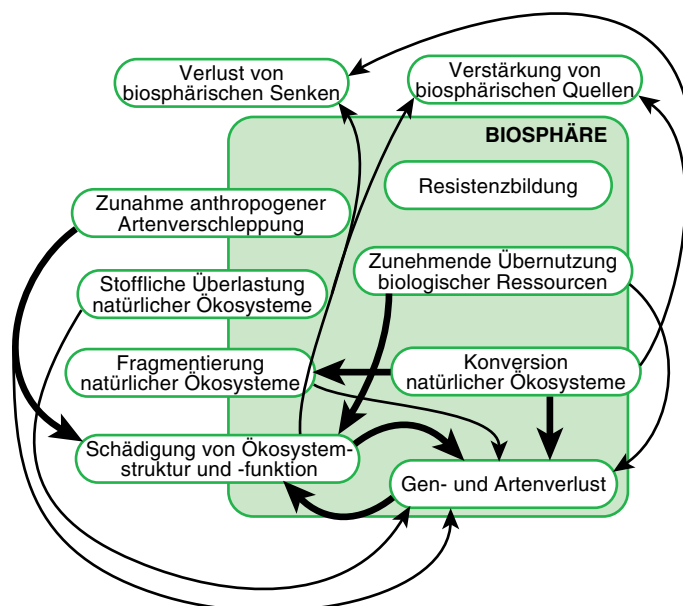 Verlust von
biosphärischen Senken
Verstärkung von
biosphärischen Quellen
BIOSPHÄRE
Resistenzbildung
Zunahme anthropogener
Artenverschleppung
Zunehmende Übernutzung
biologischer Ressourcen
Stoffliche Überlastung
natürlicher Ökosysteme
Fragmentierung
natürlicher Ökosysteme
Konversion
natürlicher Ökosysteme
Schädigung von Ökosystem-
struktur und -funktion
Gen- und Artenverlust